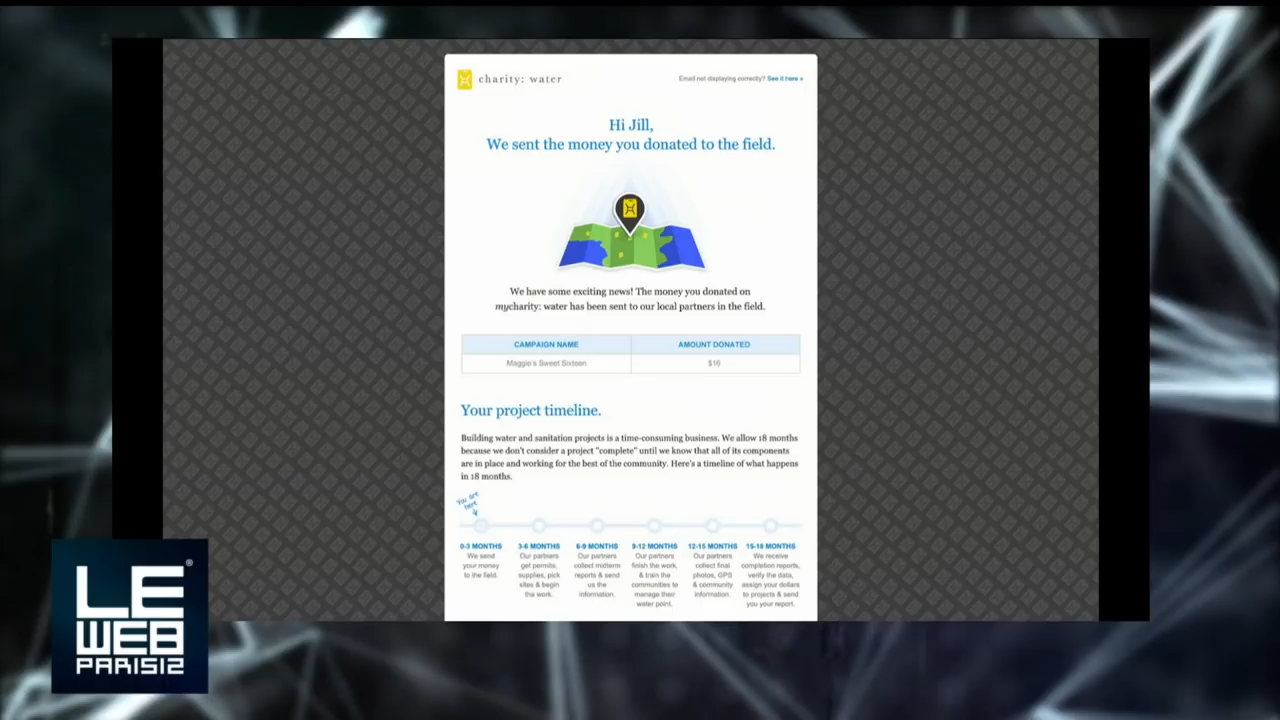 charity: water
Email not displaying correctly? See it here »
Hi Jill,
We sent the money you donated to the field.
We have some exciting news! The money you donated on
mycharity: water has been sent to our local partners in the field.
CAMPAIGN NAME AMOUNT DONATED
Maggie's Sweet Sixteen $16
Your project timeline.
Building water and sanitation projects is a time-consuming business. We allow 18 months
because we don't consider a project "complete" until we know that all of its components
are in place and working for the best of the community. Here's a timeline of what happens
in 18 months.
You are
here
0-3 MONTHS
We send
your money
to the field.
3-6 MONTHS
Our partners
get permits,
supplies, pick
sites & begin
the work.
6-9 MONTHS
Our partners
collect midterm
reports & send
us the
information.
9-12 MONTHS
Our partners
finish the work,
& train the
communities to
manage their
water point.
12-15 MONTHS
Our partners
collect final
photos, GPS
& community
information.
15-18 MONTHS
We receive
completion reports,
verify the data,
assign your dollars
to projects & send
you your report.
LE
WEB
PARIS12
®